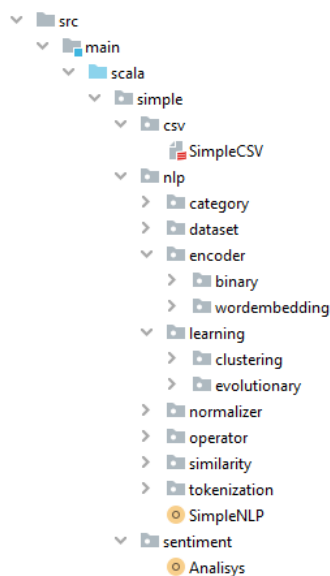 src
main
scala
simple
csv
SimpleCSV
nlp
category
dataset
encoder
binary
wordembedding
learning
clustering
evolutionary
normalizer
operator
similarity
tokenization
SimpleNLP
sentiment
Analisys